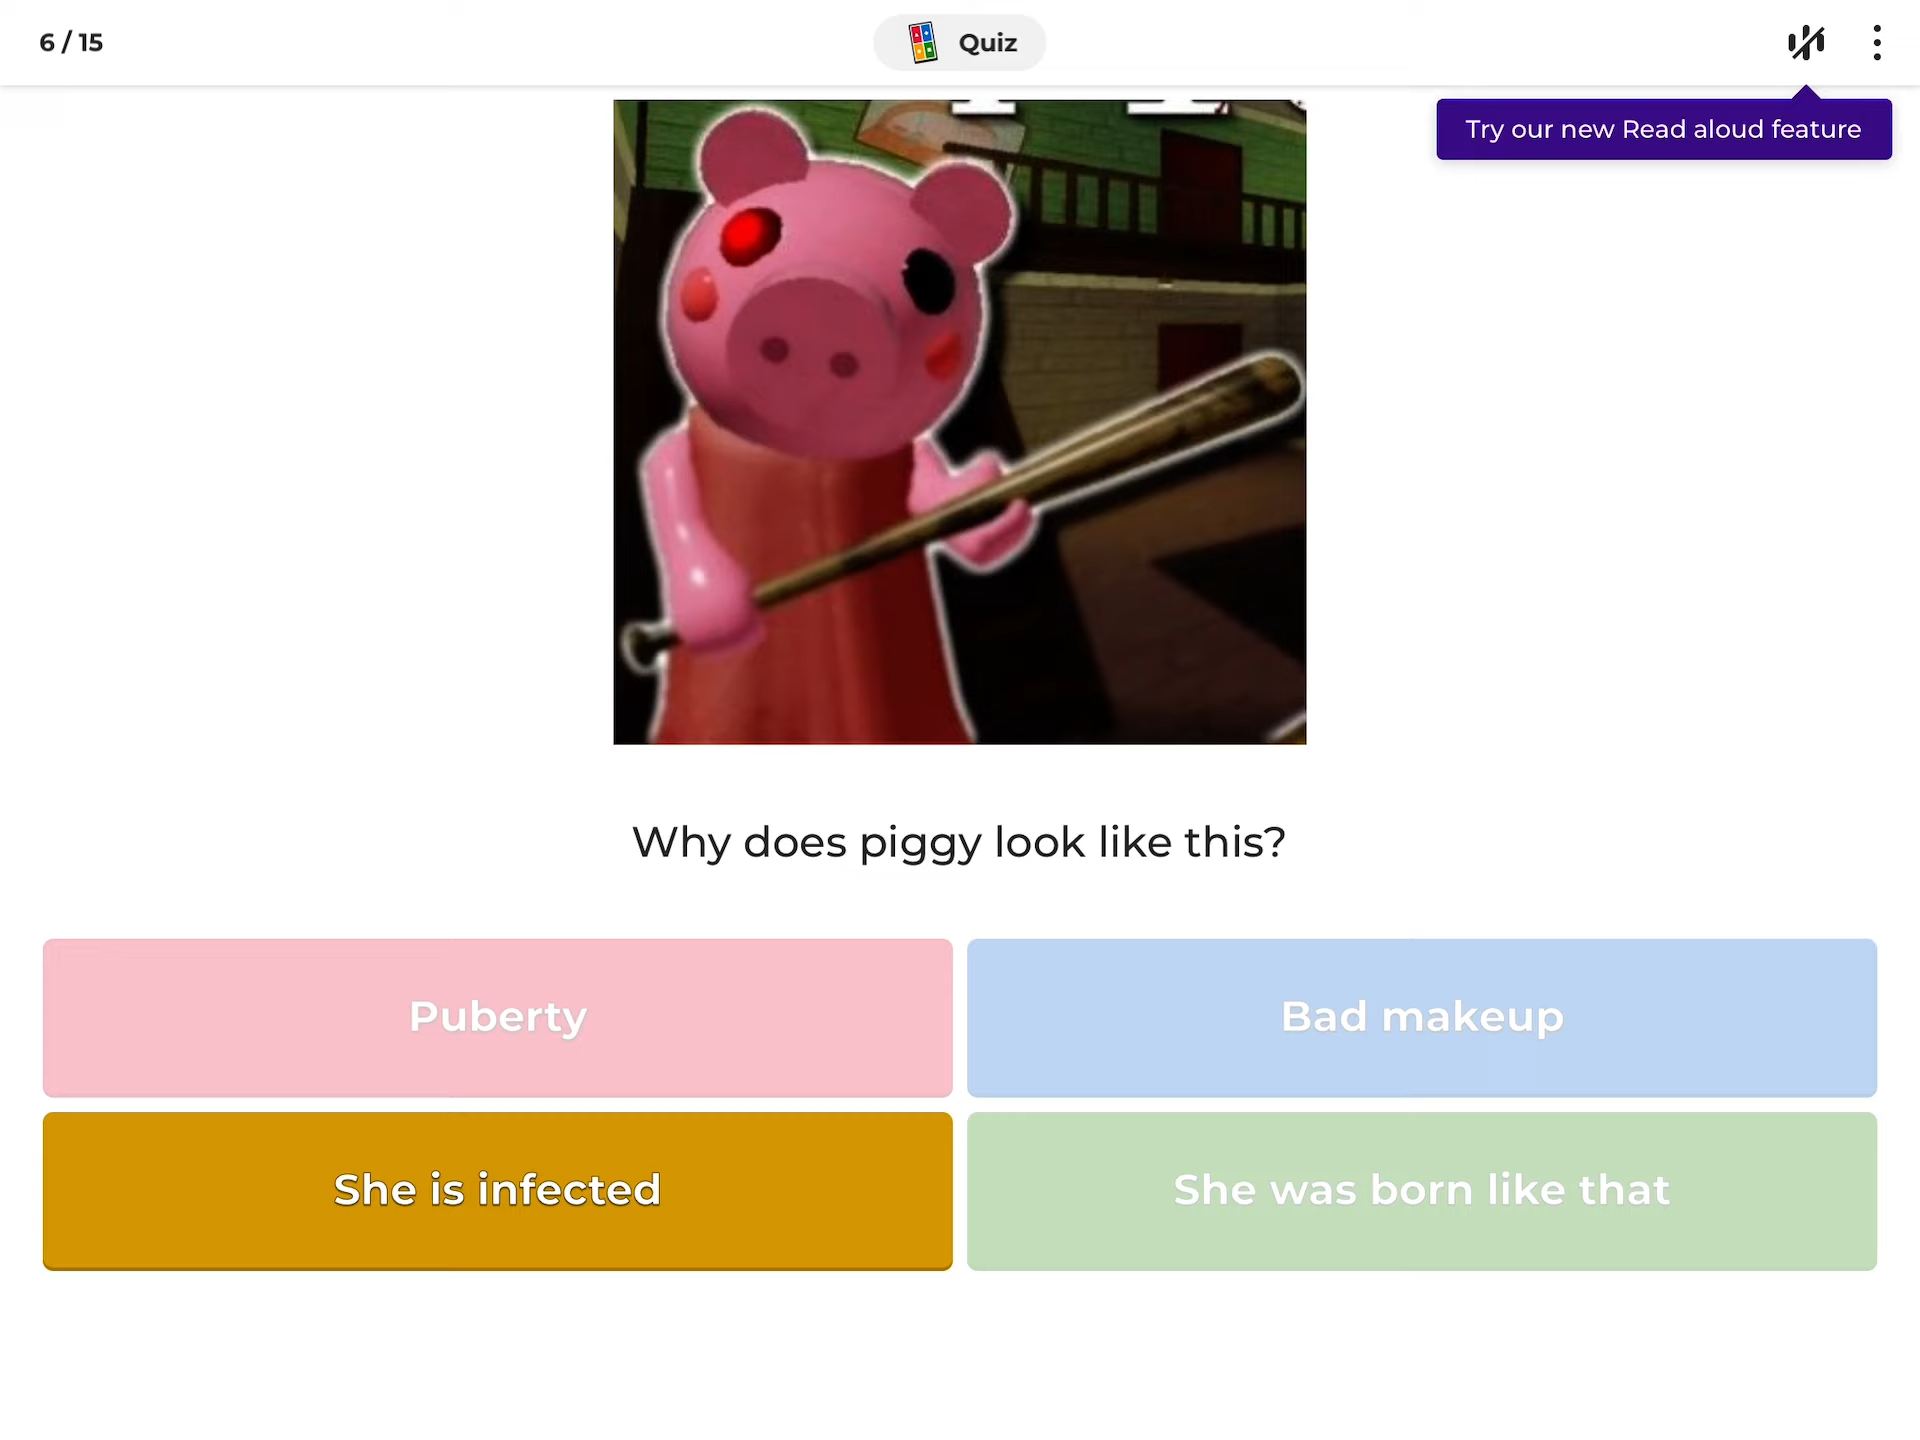 6 / 15
Quiz
Try our new Read aloud feature
Why does piggy look like this?
Puberty
Bad makeup
She is infected
She was born like that